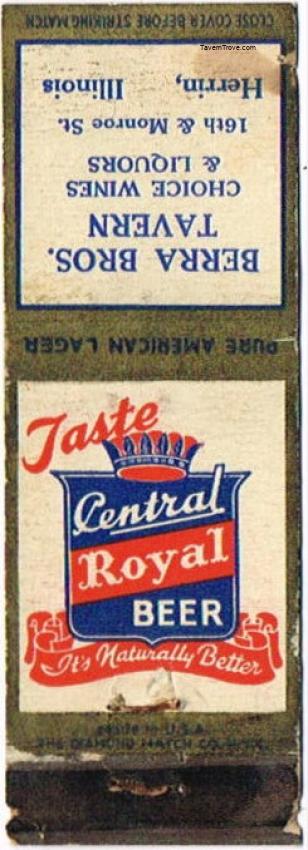 TavernTrove.com
CLOSE COVER BEFORE STRIKING MATCH
BERRA BROS.
TAVERN
CHOICE WINES
& LIQUORS
16th & Monroe St.
Herrin, Illinois
PURE AMERICAN LAGER
Taste
Central
Royal
BEER
It's Naturally Better
MADE IN U.S.A.
THE DIAMOND MATCH CO.